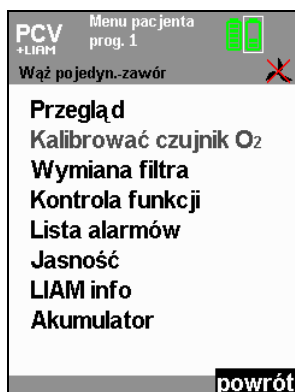 PCV
+LIAM
Menu pacjenta
prog. 1
Wąż pojedyn.-zawór
Przegląd
Kalibrować czujnik O₂
Wymiana filtra
Kontrola funkcji
Lista alarmów
Jasność
LIAM info
Akumulator
powrót